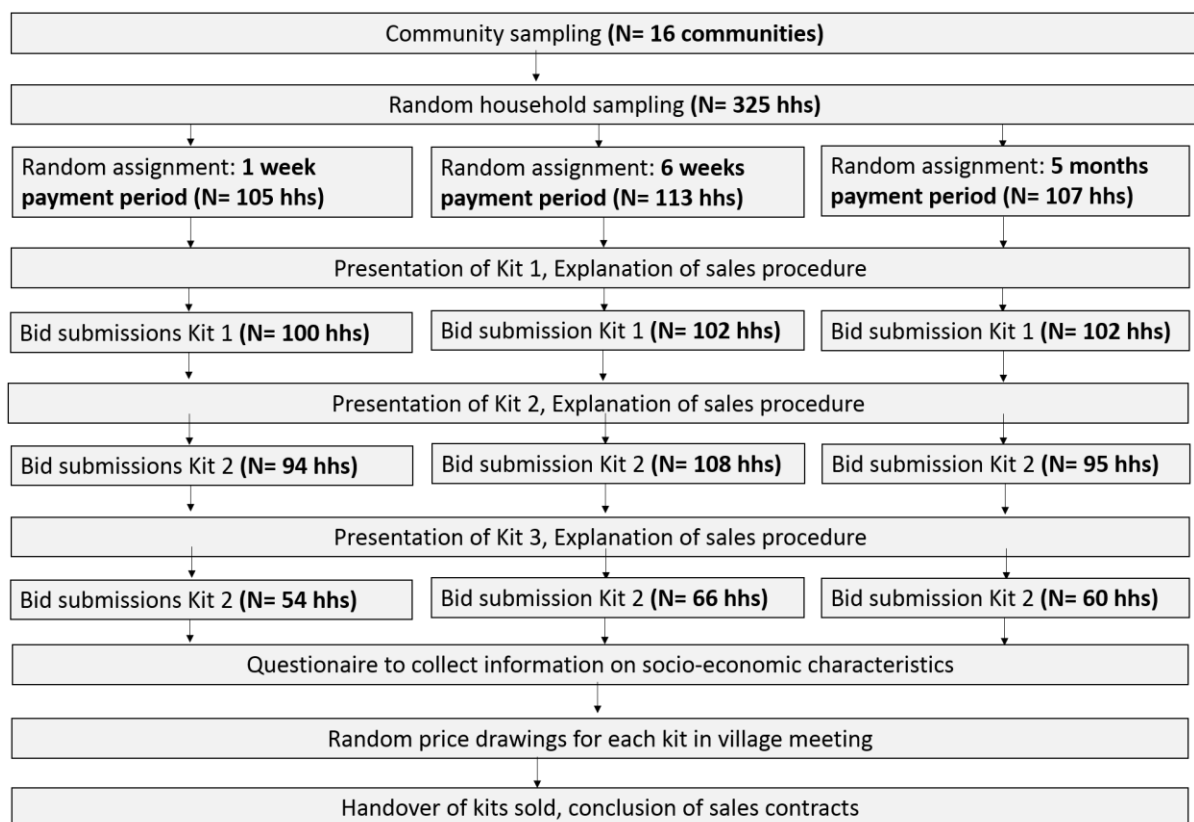 Community sampling (N= 16 communities)
Random household sampling (N= 325 hhs)
Random assignment: 1 week
payment period (N= 105 hhs)
Random assignment: 6 weeks
payment period (N= 113 hhs)
Random assignment: 5 months
payment period (N= 107 hhs)
Presentation of Kit 1, Explanation of sales procedure
Bid submissions Kit 1 (N= 100 hhs)
Bid submission Kit 1 (N= 102 hhs)
Bid submission Kit 1 (N= 102 hhs)
Presentation of Kit 2, Explanation of sales procedure
Bid submissions Kit 2 (N= 94 hhs)
Bid submission Kit 2 (N= 108 hhs)
Bid submission Kit 2 (N= 95 hhs)
Presentation of Kit 3, Explanation of sales procedure
Bid submissions Kit 2 (N= 54 hhs)
Bid submission Kit 2 (N= 66 hhs)
Bid submission Kit 2 (N= 60 hhs)
Questionaire to collect information on socio-economic characteristics
Random price drawings for each kit in village meeting
Handover of kits sold, conclusion of sales contracts